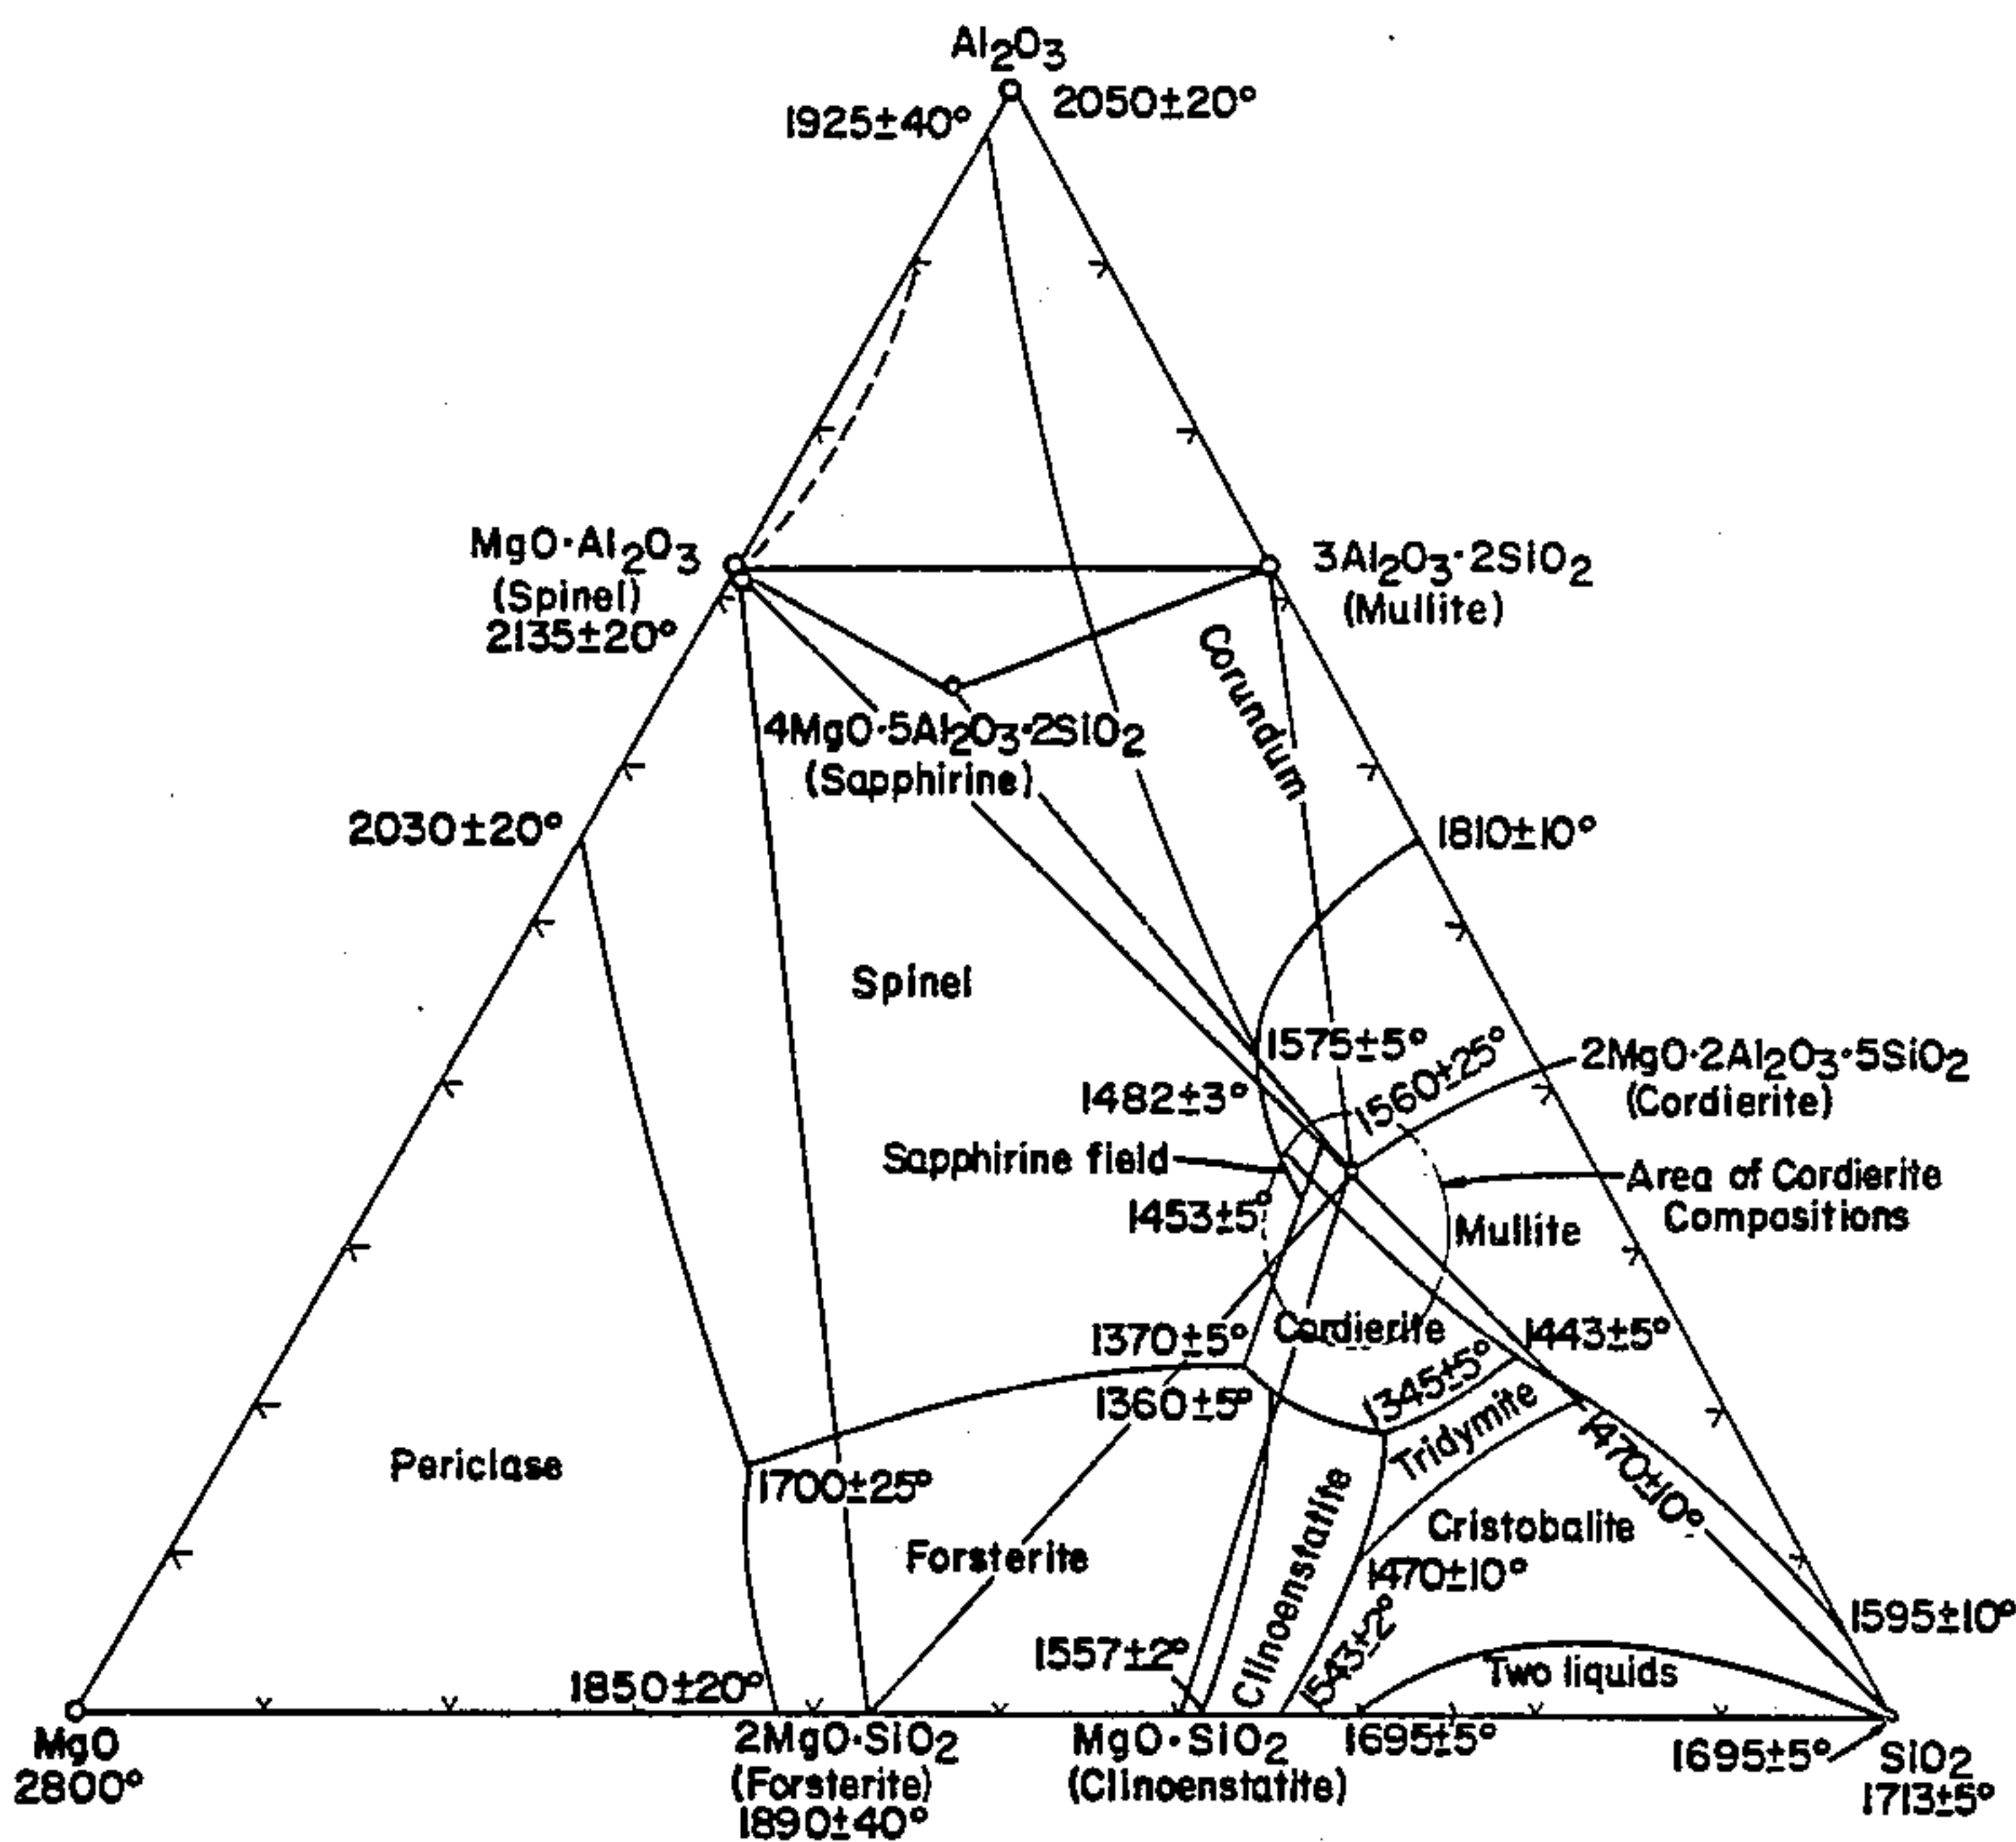 Al₂O₃
2050±20°
1925±40°
MgO·Al₂O₃
(Spinel)
2135±20°
3Al₂O₃·2SiO₂
(Mullite)
Corundum
4MgO·5Al₂O₃·2SiO₂
(Sapphirine)
2030±20°
1810±10°
Spinel
1575±5°
1560±25°
2MgO·2Al₂O₃·5SiO₂
(Cordierite)
1482±3°
Sapphirine field
Area of Cordierite
Compositions
1453±5°
Mullite
Cordierite
1443±5°
1370±5°
1345±5°
1360±5°
Tridymite
1470±10°
Periclase
1700±25°
Forsterite
Clinoenstatite
Cristobalite
1470±10°
1543±2°
1557±2°
1595±10°
Two liquids
1850±20°
MgO
2800°
2MgO·SiO₂
(Forsterite)
1890±40°
MgO·SiO₂
(Clinoenstatite)
1695±5°
1695±5°
SiO₂
1713±5°